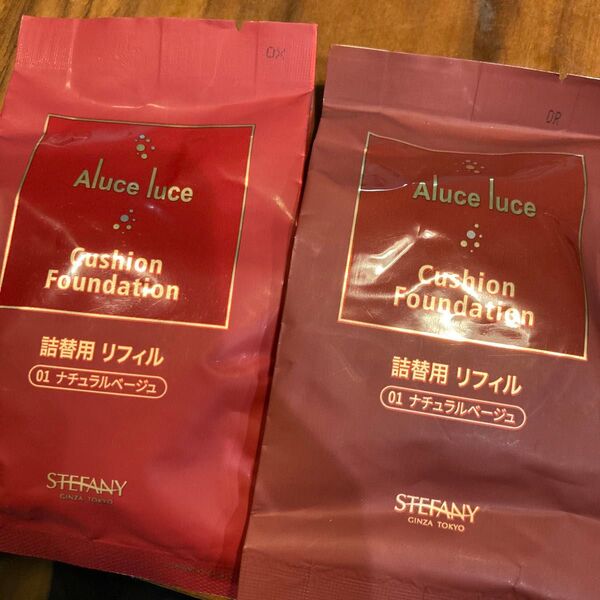 OX
Aluce luce
Cushion
Foundation
詰替用 リフィル
01 ナチュラルベージュ
STEFANY
GINZA TOKYO
DR
Aluce luce
Cushion
Foundation
詰替用 リフィル
01 ナチュラルベージュ
STEFANY
GINZA TOKYO